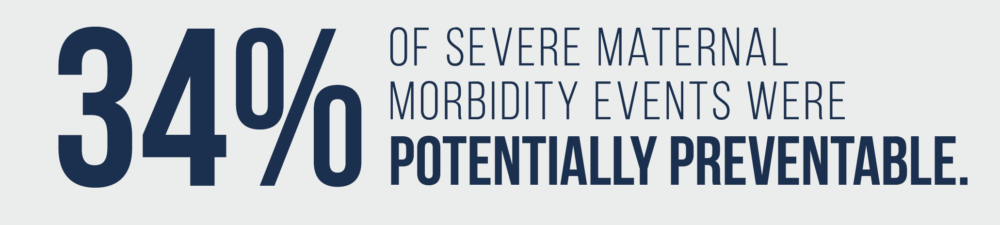 34%
OF SEVERE MATERNAL
MORBIDITY EVENTS WERE
POTENTIALLY PREVENTABLE.